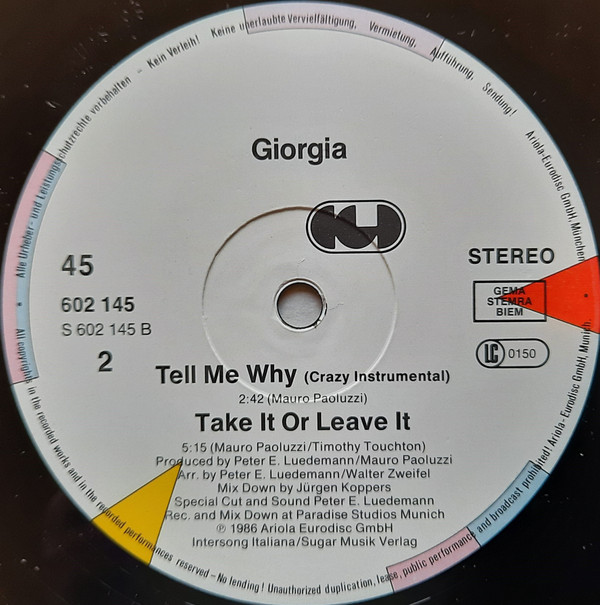 Alle Urheber- und Leistungsschutzrechte vorbehalten - Kein Verleih! Keine unerlaubte Vervielfältigung, Vermietung, Aufführung, Sendung! Ariola-Eurodisc GmbH, München
Giorgia
45
STEREO
602 145
GEMA
STEMRA
BIEM
S 602 145 B
2
LC 0150
Tell Me Why (Crazy Instrumental)
2:42 (Mauro Paoluzzi)
Take It Or Leave It
5:15 (Mauro Paoluzzi/Timothy Touchton)
Produced by Peter E. Luedemann/Mauro Paoluzzi
Arr. by Peter E. Luedemann/Walter Zweifel
Mix Down by Jürgen Koppers
Special Cut and Sound Peter E. Luedemann
Rec. and Mix Down at Paradise Studios Munich
℗ 1986 Ariola Eurodisc GmbH
Intersong Italiana/Sugar Musik Verlag
All copyrights in the recorded works and in the recorded performances reserved - No lending! Unauthorized duplication, lease, public performance and broadcast prohibited! Ariola-Eurodisc GmbH, Munich